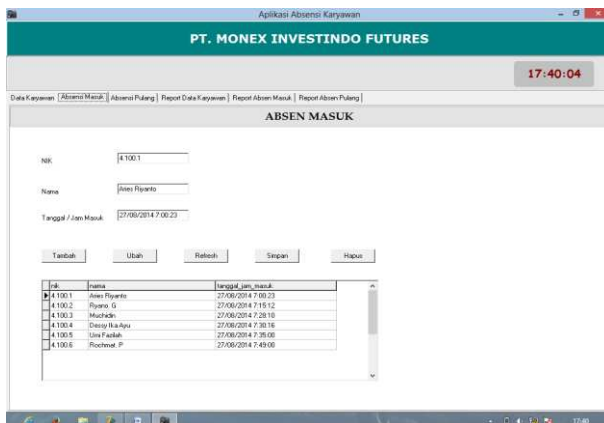 Aplikasi Absensi Karyawan
PT. MONEX INVESTINDO FUTURES
17:40:04
Data Karyawan Absensi Masuk Absensi Pulang Report Data Karyawan Report Absen Masuk Report Absen Pulang
ABSEN MASUK
NIK 4.100.1
Nama Aries Riyanto
Tanggal / Jam Masuk 27/08/2014 7:00:23
Tambah Ubah Refresh Simpan Hapus
nik nama tanggal_jam_masuk
4.100.1 Aries Riyanto 27/08/2014 7:00:23
4.100.2 Riyano. G 27/08/2014 7:15:12
4.100.3 Muchidin 27/08/2014 7:28:10
4.100.4 Dessy Ika Ayu 27/08/2014 7:30:16
4.100.5 Umi Fazilah 27/08/2014 7:35:00
4.100.6 Rochmat. P 27/08/2014 7:49:00
17:40